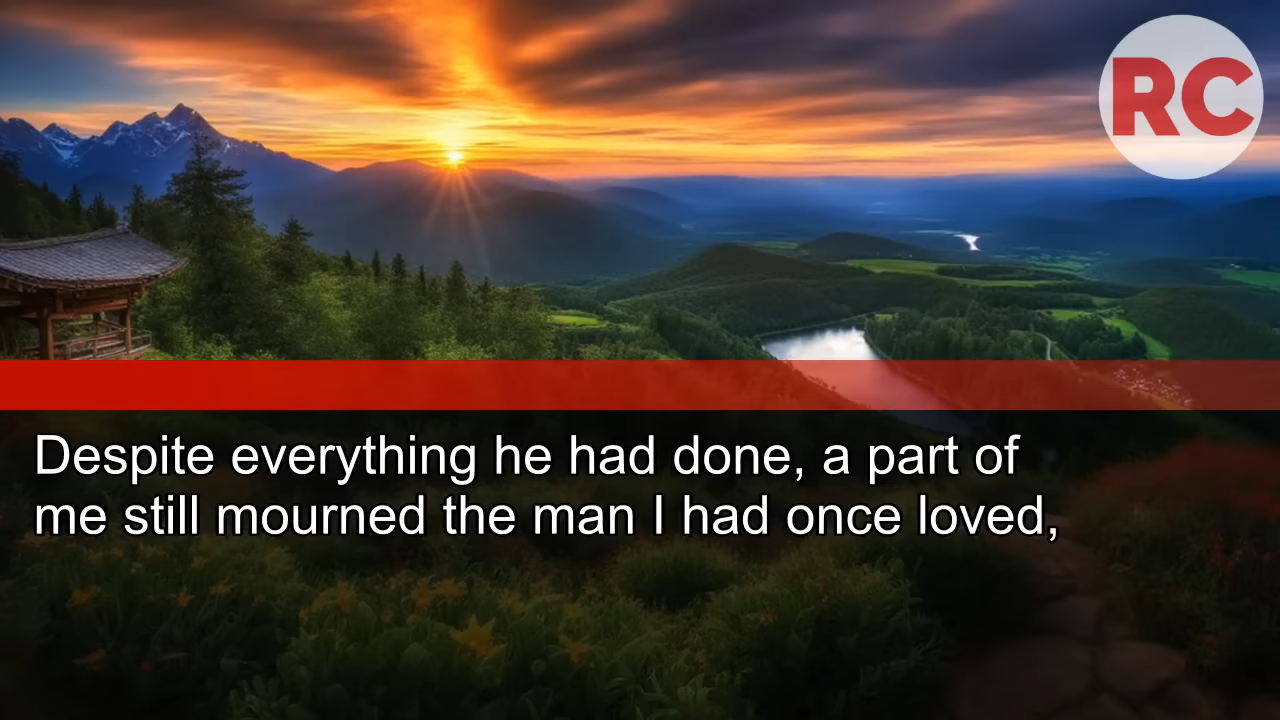 RC
Despite everything he had done, a part of
me still mourned the man I had once loved,